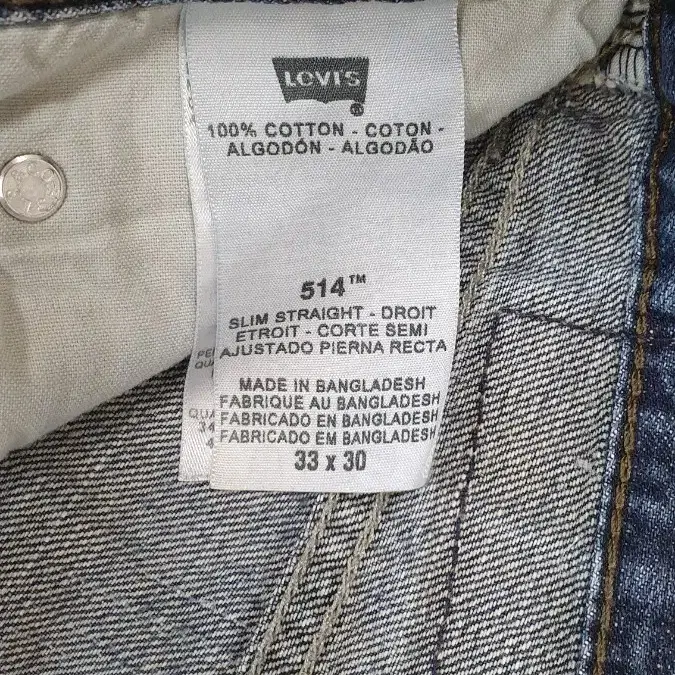 LEVI'S
®
100% COTTON - COTON -
ALGODÓN - ALGODÃO
514™
SLIM STRAIGHT - DROIT
ETROIT - CORTE SEMI
AJUSTADO PIERNA RECTA
MADE IN BANGLADESH
FABRIQUE AU BANGLADESH
FABRICADO EN BANGLADESH
FABRICADO EM BANGLADESH
33 x 30